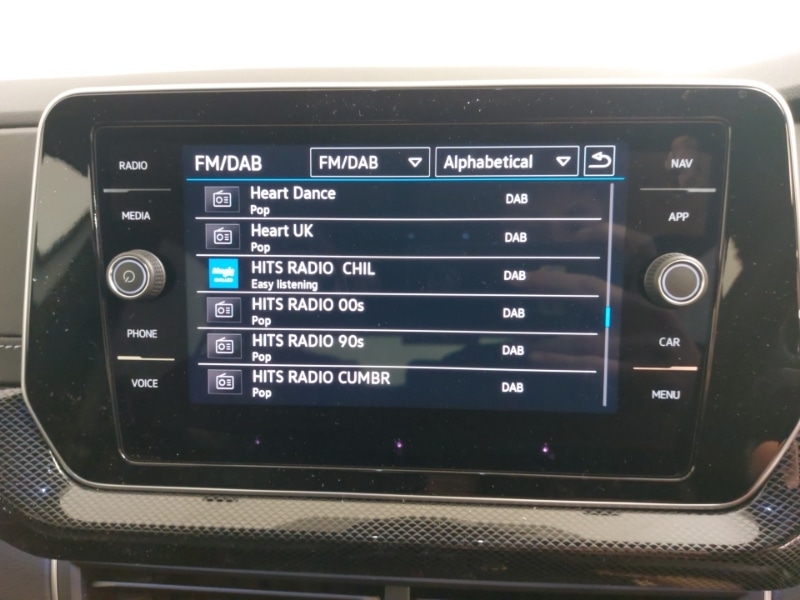 RADIO
MEDIA
PHONE
VOICE
FM/DAB FM/DAB Alphabetical
Heart Dance DAB
Pop
Heart UK DAB
Pop
HITS RADIO CHIL DAB
Easy listening
HITS RADIO 00s DAB
Pop
HITS RADIO 90s DAB
Pop
HITS RADIO CUMBR DAB
Pop
NAV
APP
CAR
MENU